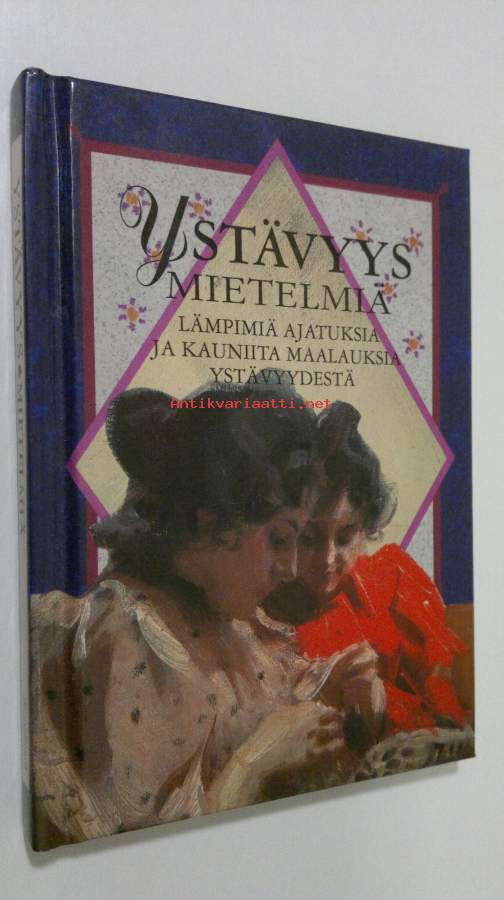 YSTÄVYYS
MIETELMIÄ
LÄMPIMIÄ AJATUKSIA
JA KAUNIITA MAALAUKSIA
YSTÄVYYDESTÄ
Antikvariaatti.net
YSTÄVYYS • MIETELMIÄ